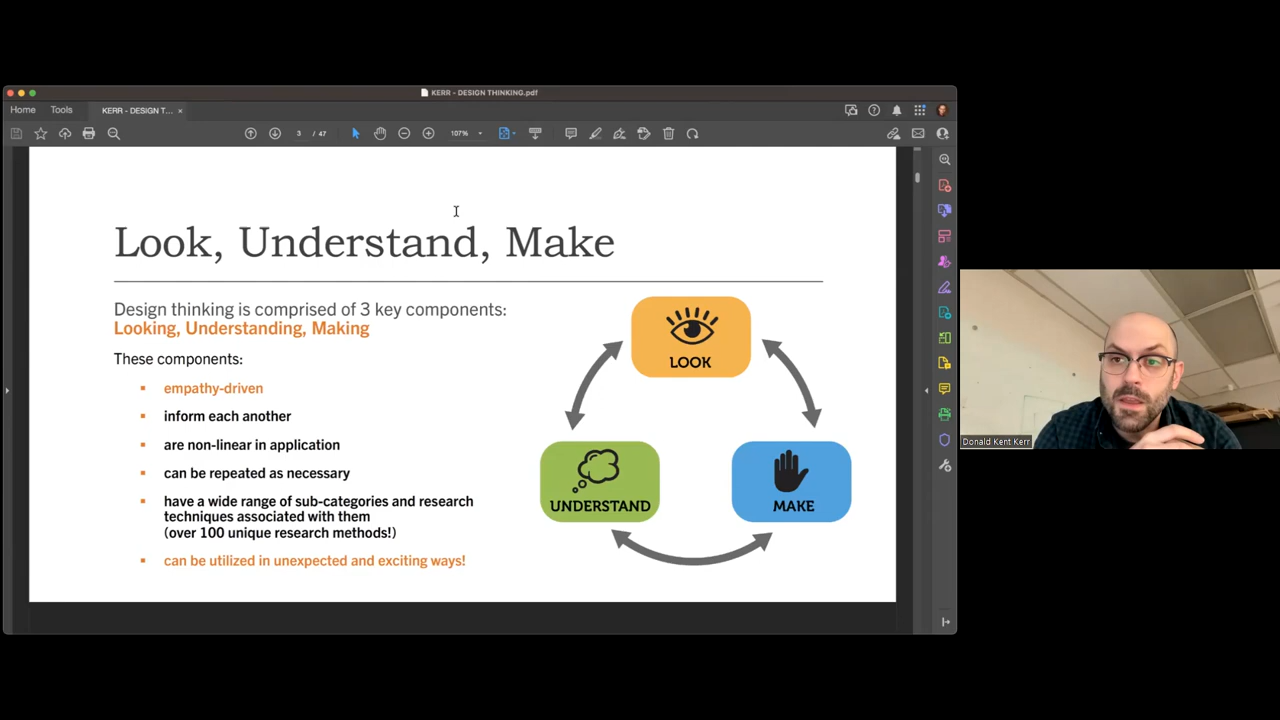 KERR - DESIGN THINKING.pdf
Home
Tools
KERR - DESIGN T... ×
3 / 47
107%
Look, Understand, Make
Design thinking is comprised of 3 key components:
Looking, Understanding, Making
These components:
empathy-driven
inform each another
are non-linear in application
can be repeated as necessary
have a wide range of sub-categories and research
techniques associated with them
(over 100 unique research methods!)
can be utilized in unexpected and exciting ways!
LOOK
UNDERSTAND
MAKE
Donald Kent Kerr